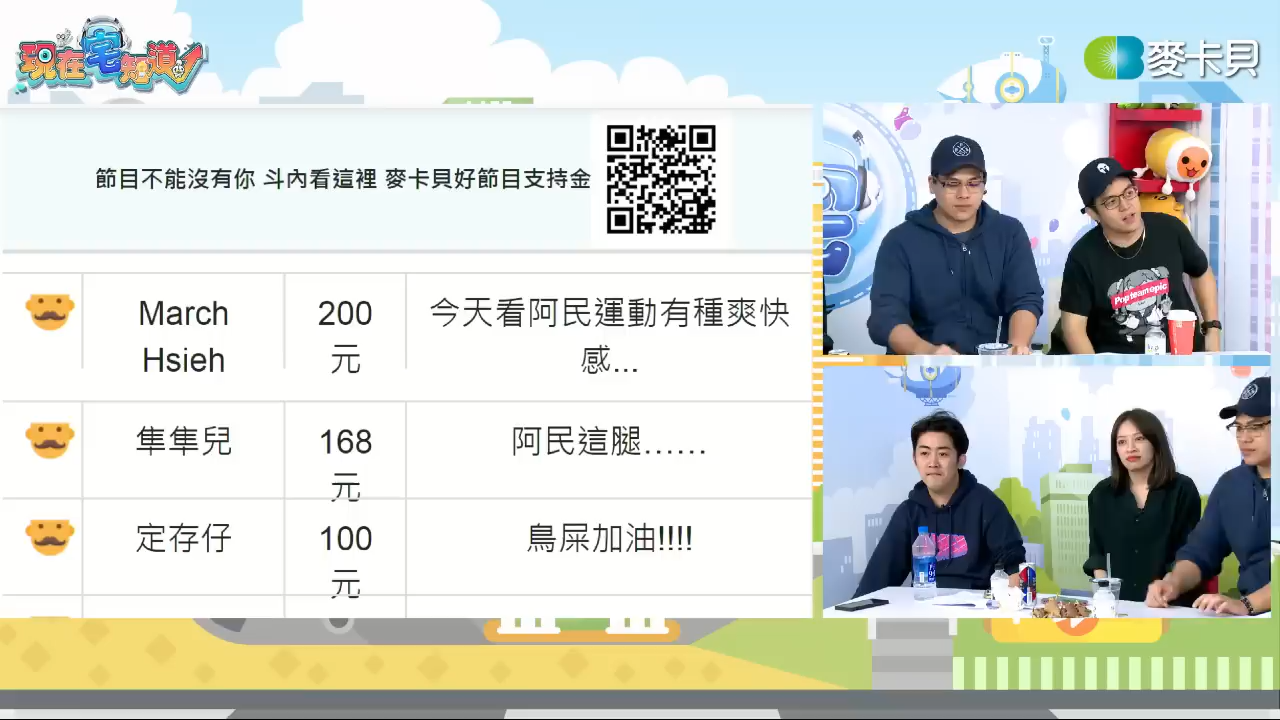 現在宅知道
麥卡貝
節目不能沒有你 斗內看這裡 麥卡貝好節目支持金
March
Hsieh
200
元
今天看阿民運動有種爽快
感...
隼隼兒
168
元
阿民這腿......
定存仔
100
元
鳥屎加油!!!!
Pop team epic